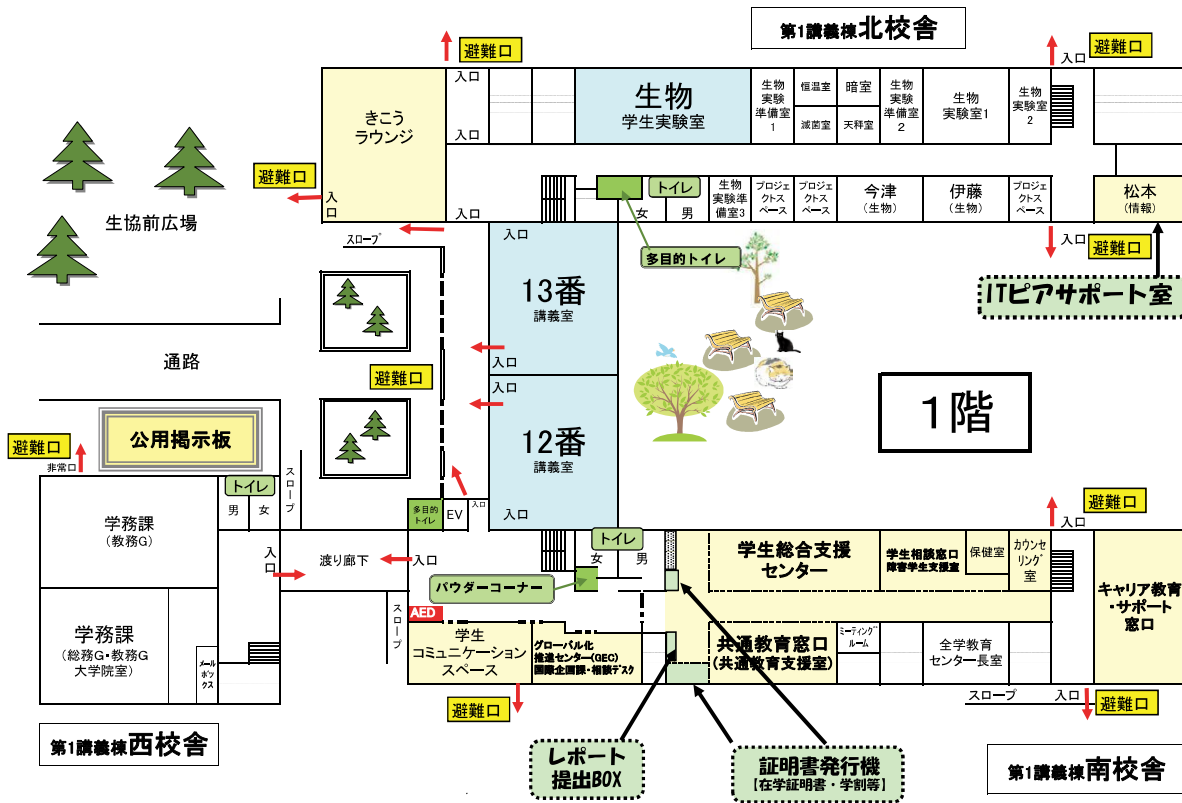 第1講義棟北校舎
避難口
避難口
入口
入口
入口
きこう
ラウンジ
生物
学生実験室
生物
実験
準備室
1
恒温室
滅菌室
暗室
天秤室
生物
実験
準備室
2
生物
実験室1
生物
実験室
2
避難口
入口
入口
トイレ
女
男
生物
実験準
備室3
プロジェ
クトス
ペース
プロジェ
クトス
ペース
今津
(生物)
伊藤
(生物)
プロジェ
クトス
ペース
松本
(情報)
生協前広場
スロープ
入口
多目的トイレ
入口
避難口
ITピアサポート室
13番
講義室
入口
通路
避難口
入口
12番
講義室
入口
1階
公用掲示板
避難口
非常口
トイレ
男
女
スロープ
学務課
(教務G)
入口
渡り廊下
多目的
トイレ
EV
入口
入口
トイレ
女
男
パウダーコーナー
学生総合支援
センター
学生相談窓口
障害学生支援室
保健室
カウンセ
リング
室
避難口
入口
キャリア教育
・サポート
窓口
学務課
(総務G・教務G
大学院室)
メール
ボックス
スロープ
AED
学生
コミュニケーション
スペース
グローバル化
推進センター(GEC)
国際企画課・相談デスク
共通教育窓口
(共通教育支援室)
ミーティング
ルーム
全学教育
センター長室
スロープ
入口
避難口
避難口
第1講義棟西校舎
レポート
提出BOX
証明書発行機
【在学証明書・学割等】
第1講義棟南校舎